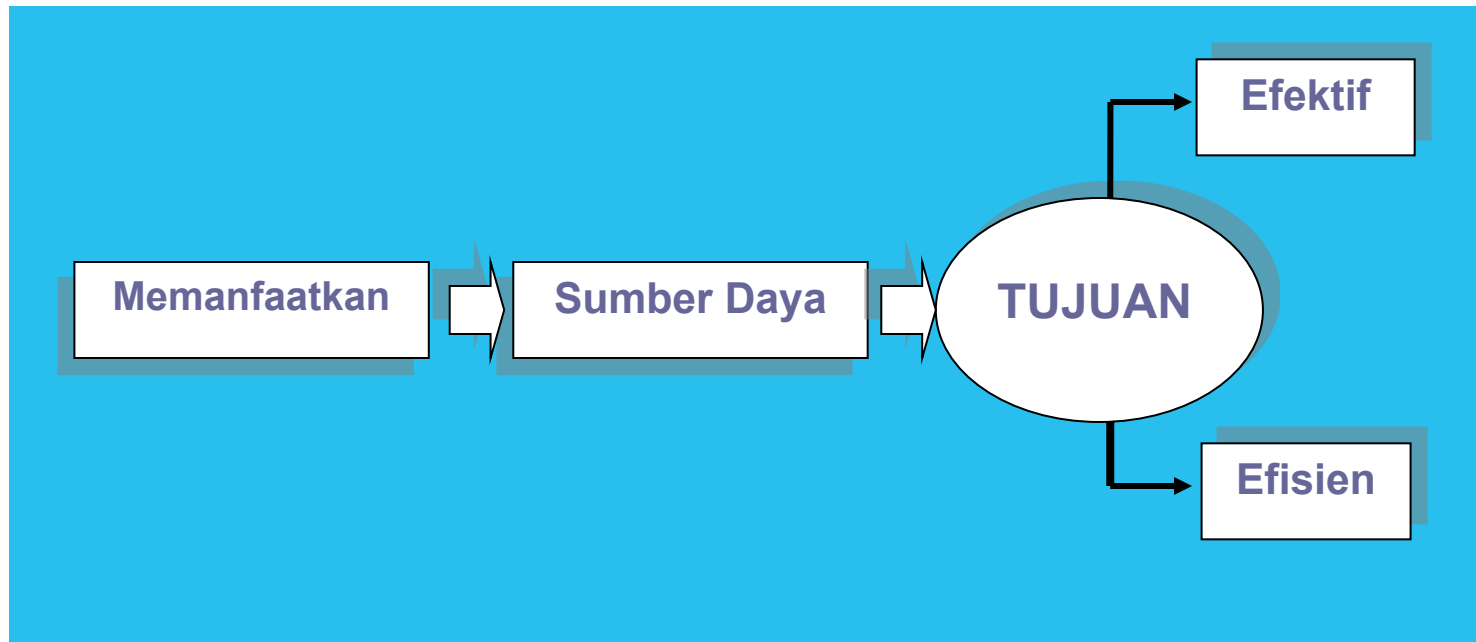 Efektif
Memanfaatkan
Sumber Daya
TUJUAN
Efisien